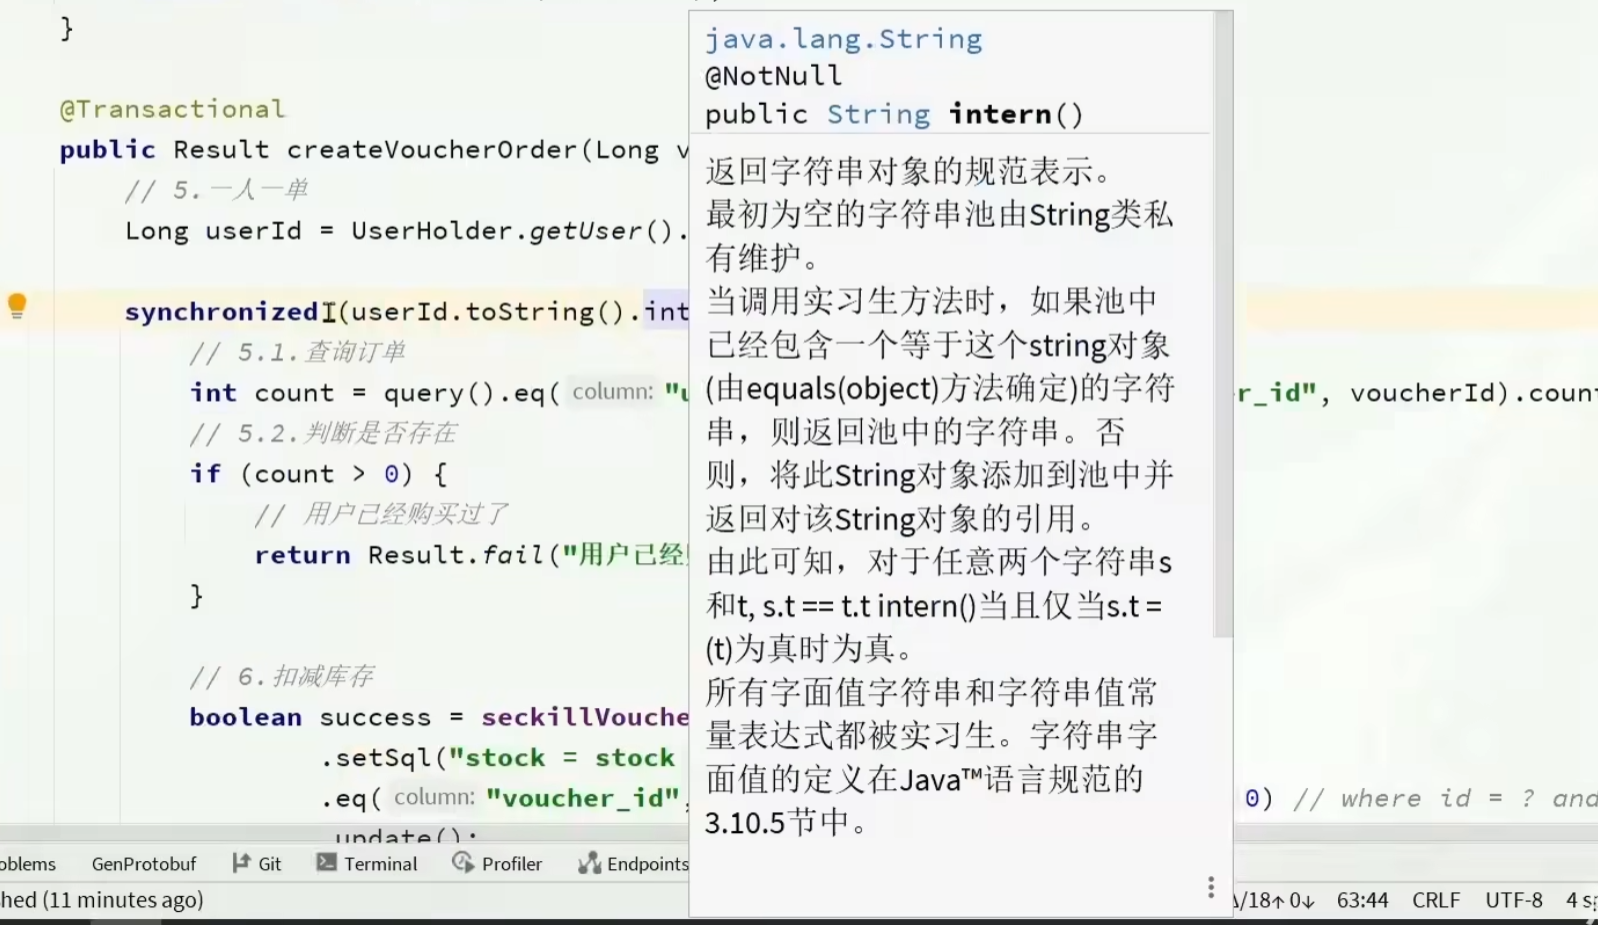 }
@Transactional
public Result createVoucherOrder(Long v
// 5.一人一单
Long userId = UserHolder.getUser().
synchronized (userId.toString().int
// 5.1.查询订单
int count = query().eq( column: "u
r_id", voucherId).coun
// 5.2.判断是否存在
if (count > 0) {
// 用户已经购买过了
return Result.fail("用户已经
}
// 6.扣减库存
boolean success = seckillVouche
.setSql("stock = stock
.eq( column: "voucher_id",
0) // where id = ? and
.update();
java.lang.String
@NotNull
public String intern()
返回字符串对象的规范表示。
最初为空的字符串池由String类私
有维护。
当调用实习生方法时，如果池中
已经包含一个等于这个string对象
(由equals(object)方法确定)的字符
串，则返回池中的字符串。否
则，将此String对象添加到池中并
返回对该String对象的引用。
由此可知，对于任意两个字符串s
和t, s.t == t.t intern()当且仅当s.t =
(t)为真时为真。
所有字面值字符串和字符串值常
量表达式都被实习生。字符串字
面值的定义在Java™语言规范的
3.10.5节中。
oblems GenProtobuf Git Terminal Profiler Endpoints
hed (11 minutes ago)
/18↑ 0↓ 63:44 CRLF UTF-8 4 s